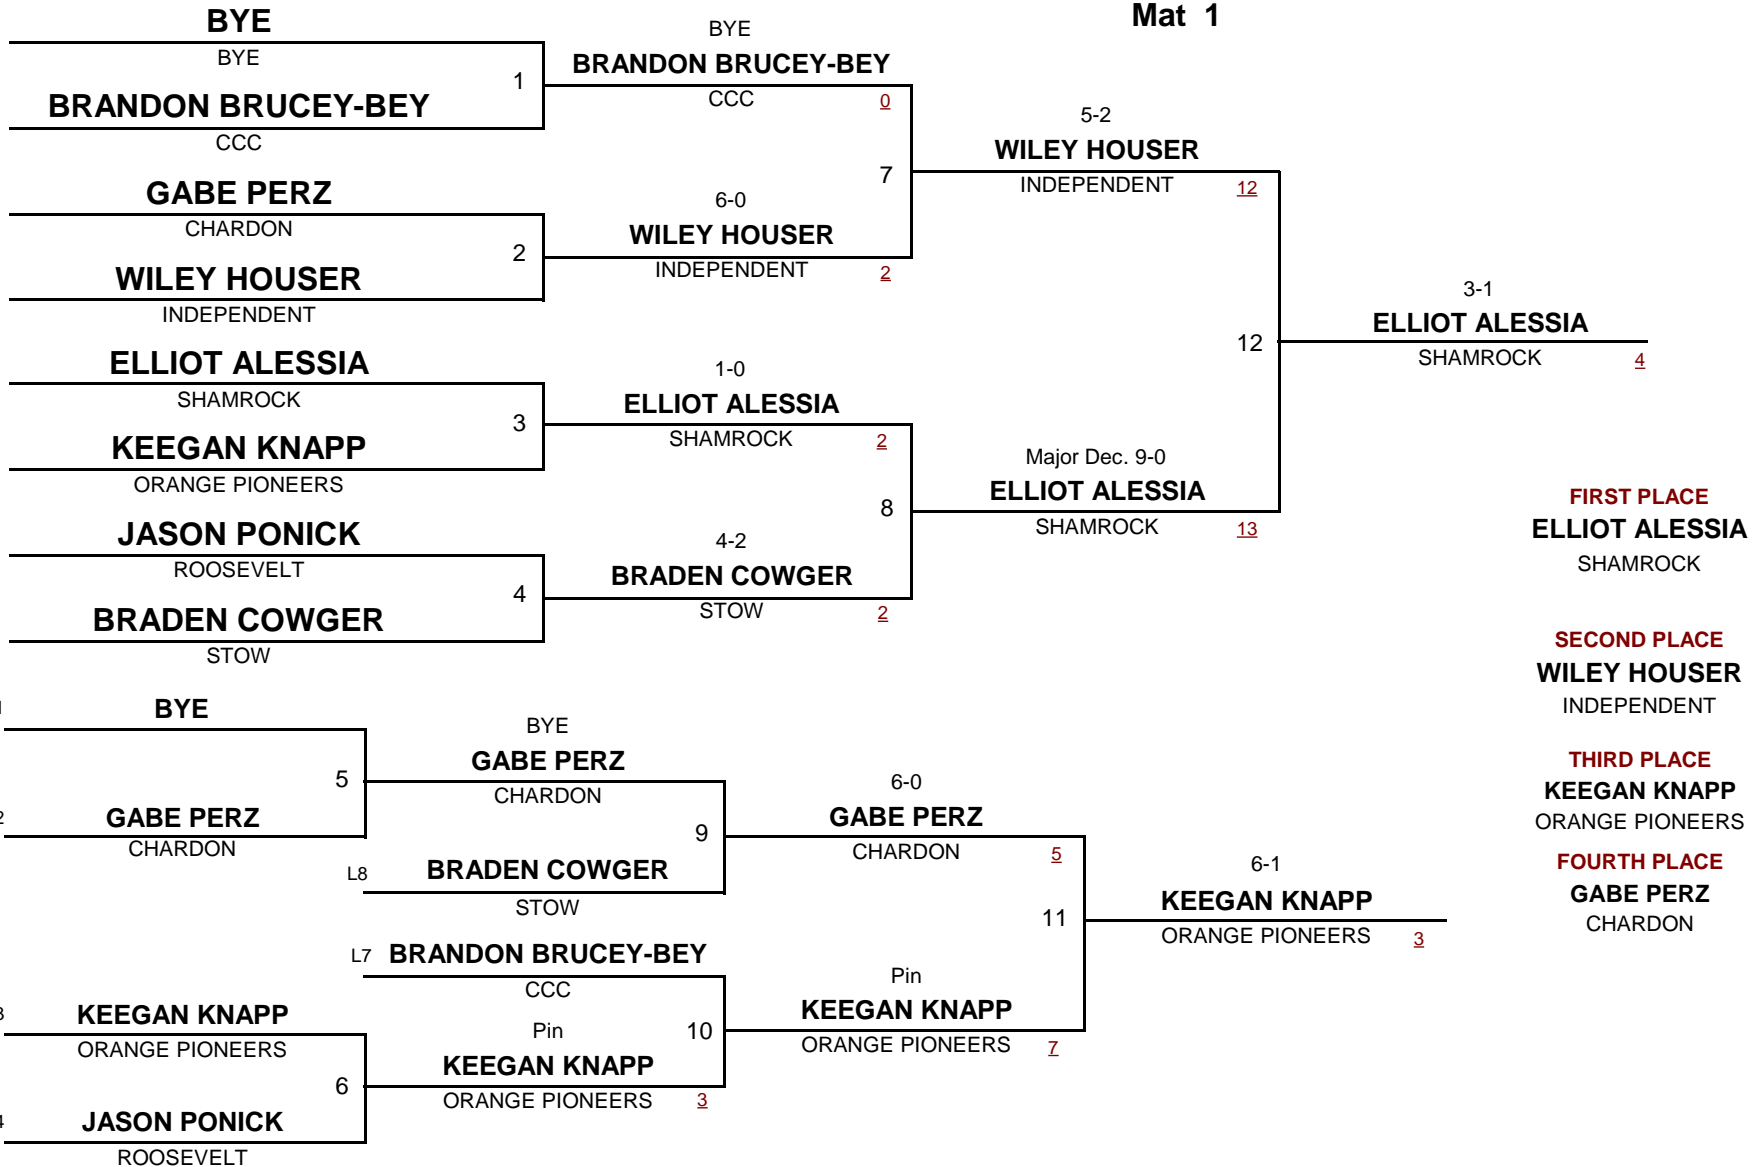 Mat 1
BYE
BYE
1
BRANDON BRUCEY-BEY
CCC
GABE PERZ
CHARDON
2
WILEY HOUSER
INDEPENDENT
ELLIOT ALESSIA
SHAMROCK
3
KEEGAN KNAPP
ORANGE PIONEERS
JASON PONICK
ROOSEVELT
4
BRADEN COWGER
STOW
BYE
BRANDON BRUCEY-BEY
CCC 0
7
6-0
WILEY HOUSER
INDEPENDENT 2
1-0
ELLIOT ALESSIA
SHAMROCK 2
8
4-2
BRADEN COWGER
STOW 2
5-2
WILEY HOUSER
INDEPENDENT 12
12
Major Dec. 9-0
ELLIOT ALESSIA
SHAMROCK 13
3-1
ELLIOT ALESSIA
SHAMROCK 4
FIRST PLACE
ELLIOT ALESSIA
SHAMROCK
SECOND PLACE
WILEY HOUSER
INDEPENDENT
THIRD PLACE
KEEGAN KNAPP
ORANGE PIONEERS
FOURTH PLACE
GABE PERZ
CHARDON
BYE
5
GABE PERZ
CHARDON
KEEGAN KNAPP
ORANGE PIONEERS
6
JASON PONICK
ROOSEVELT
BYE
GABE PERZ
CHARDON
9
L8 BRADEN COWGER
STOW
L7 BRANDON BRUCEY-BEY
CCC
Pin 10
KEEGAN KNAPP
ORANGE PIONEERS 3
6-0
GABE PERZ
CHARDON 5
11
Pin
KEEGAN KNAPP
ORANGE PIONEERS 7
6-1
KEEGAN KNAPP
ORANGE PIONEERS 3